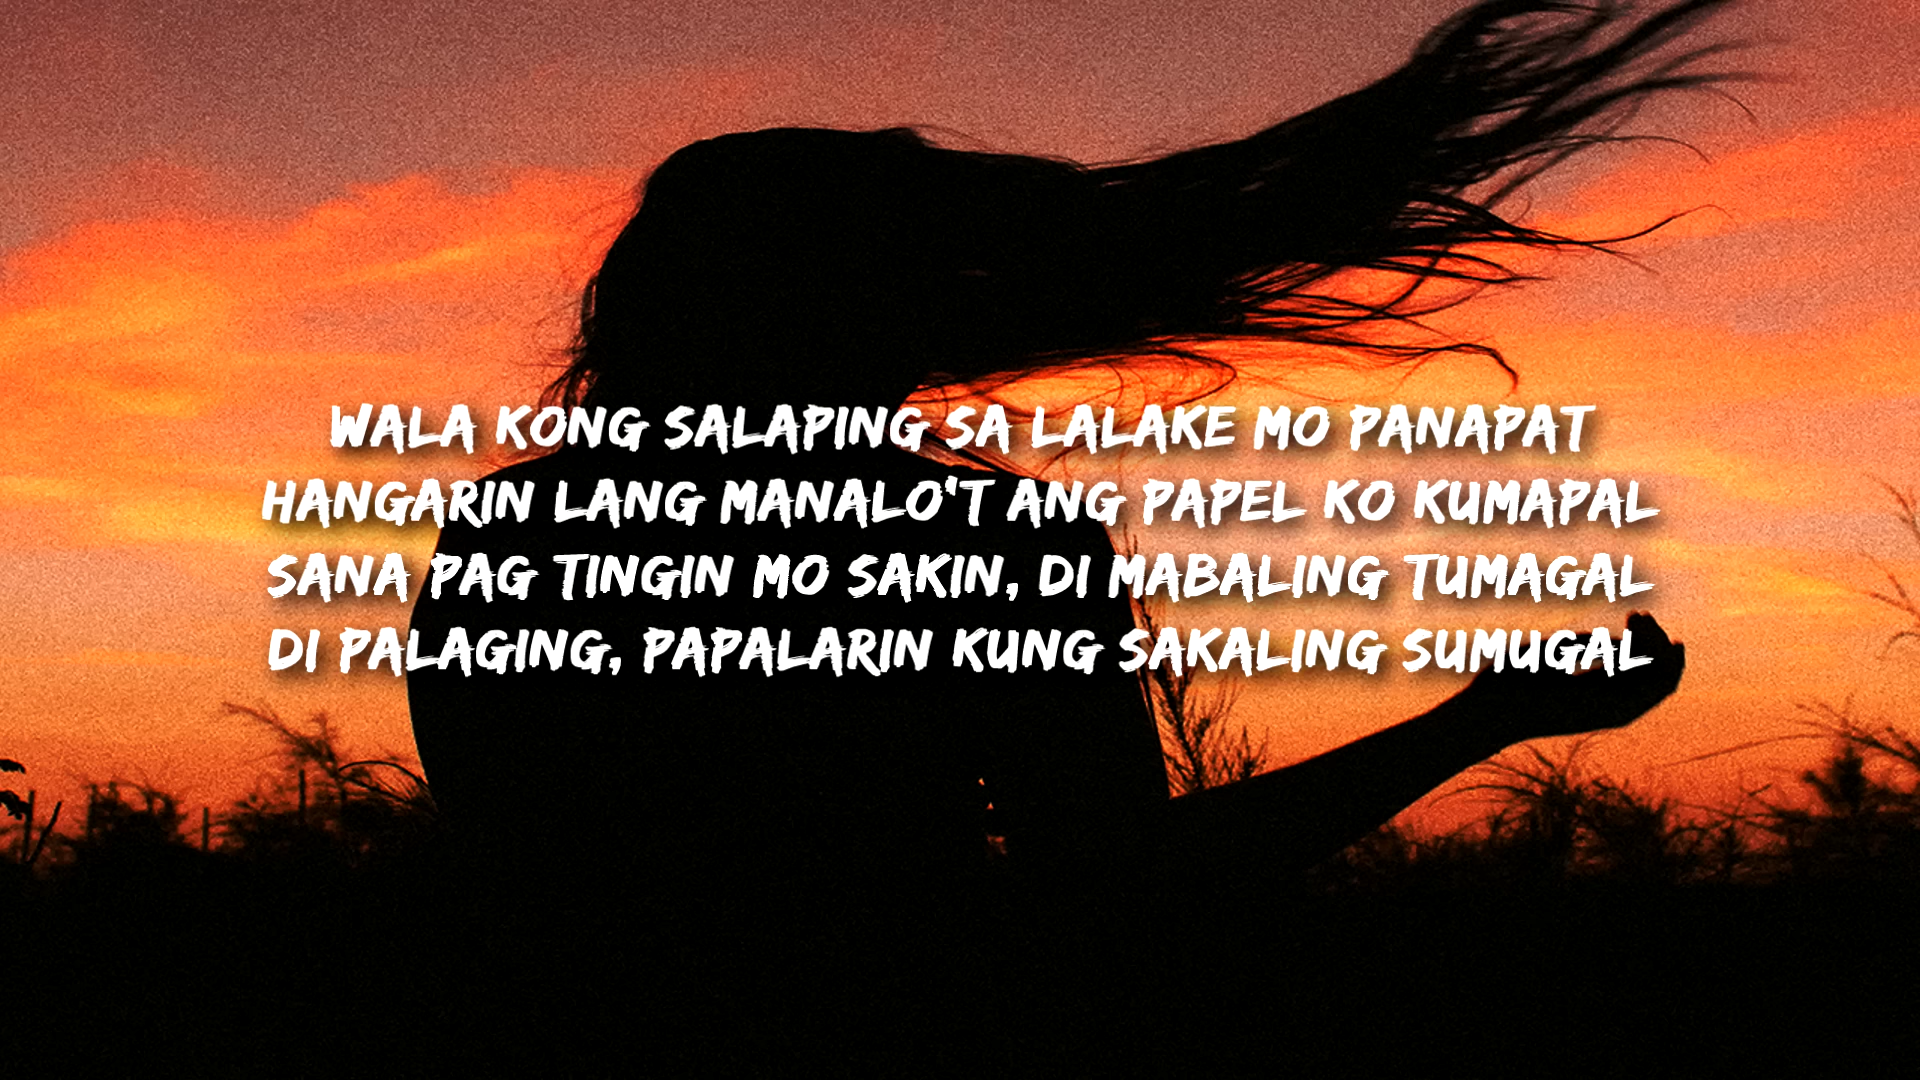 WALA KONG SALAPING SA LALAKE MO PANAPAT
HANGARIN LANG MANALO'T ANG PAPEL KO KUMAPAL
SANA PAG TINGIN MO SAKIN, DI MABALING TUMAGAL
DI PALAGING, PAPALARIN KUNG SAKALING SUMUGAL